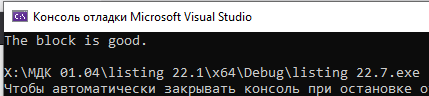 Консоль отладки Microsoft Visual Studio
The block is good.
X:\МДК 01.04\listing 22.1\x64\Debug\listing 22.7.exe
Чтобы автоматически закрывать консоль при остановке о